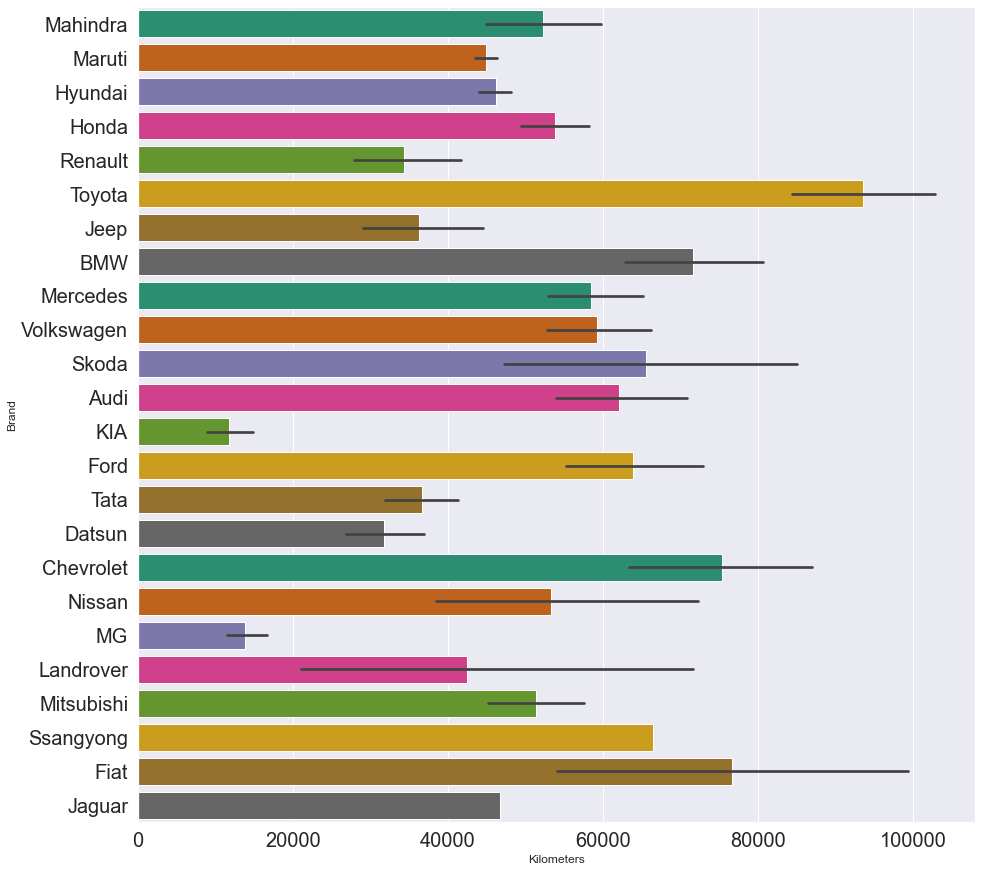 Mahindra
Maruti
Hyundai
Honda
Renault
Toyota
Jeep
BMW
Mercedes
Volkswagen
Skoda
Audi
KIA
Ford
Tata
Datsun
Chevrolet
Nissan
MG
Landrover
Mitsubishi
Ssangyong
Fiat
Jaguar
Brand
0 20000 40000 60000 80000 100000
Kilometers